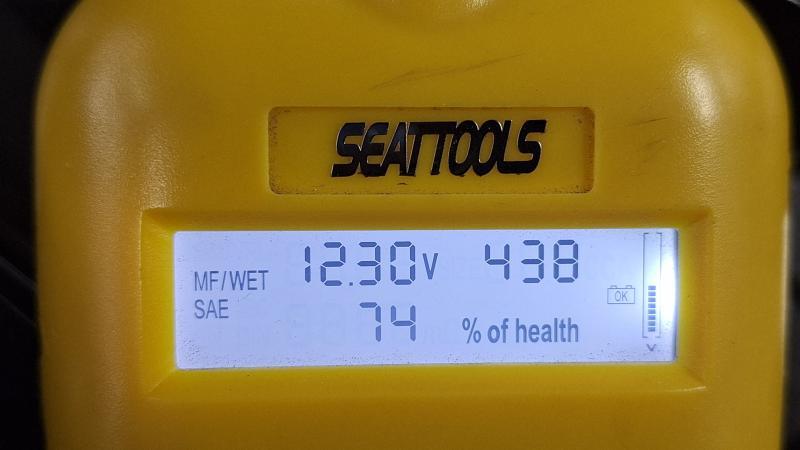 SEATTOOLS
MF/WET 12.30V 438
SAE 74 % of health
OK